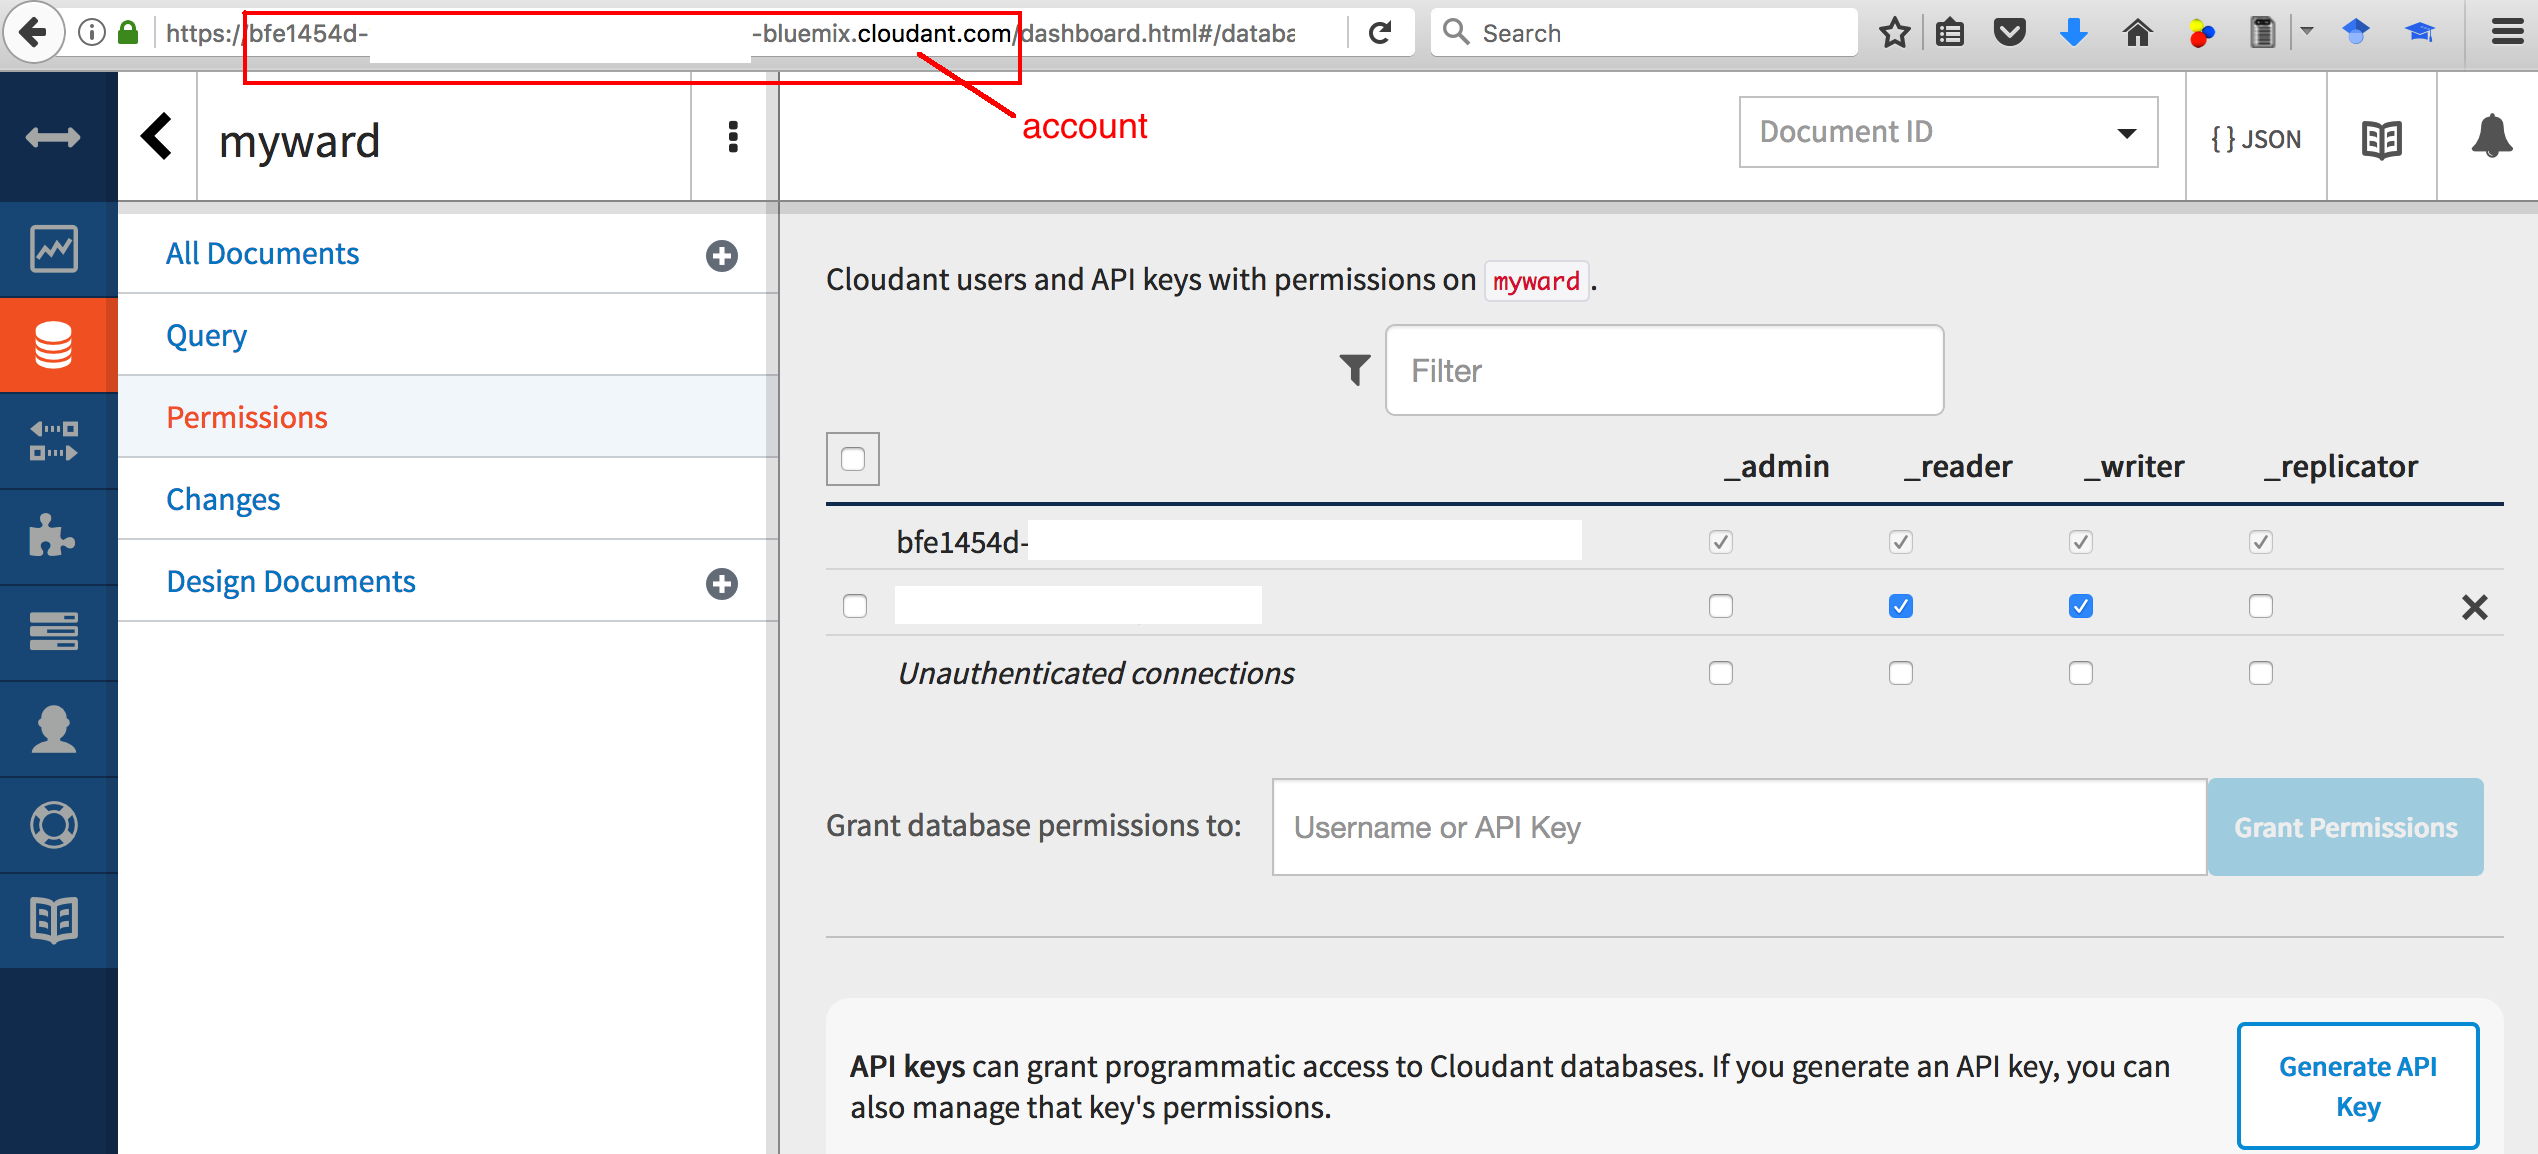 https://bfe1454d- -bluemix.cloudant.com/dashboard.html#/databa
Search
account
myward
Document ID
{ } JSON
All Documents
Query
Permissions
Changes
Design Documents
Cloudant users and API keys with permissions on myward.
Filter
_admin _reader _writer _replicator
bfe1454d-
Unauthenticated connections
Grant database permissions to:
Username or API Key
Grant Permissions
API keys can grant programmatic access to Cloudant databases. If you generate an API key, you can
also manage that key's permissions.
Generate API
Key